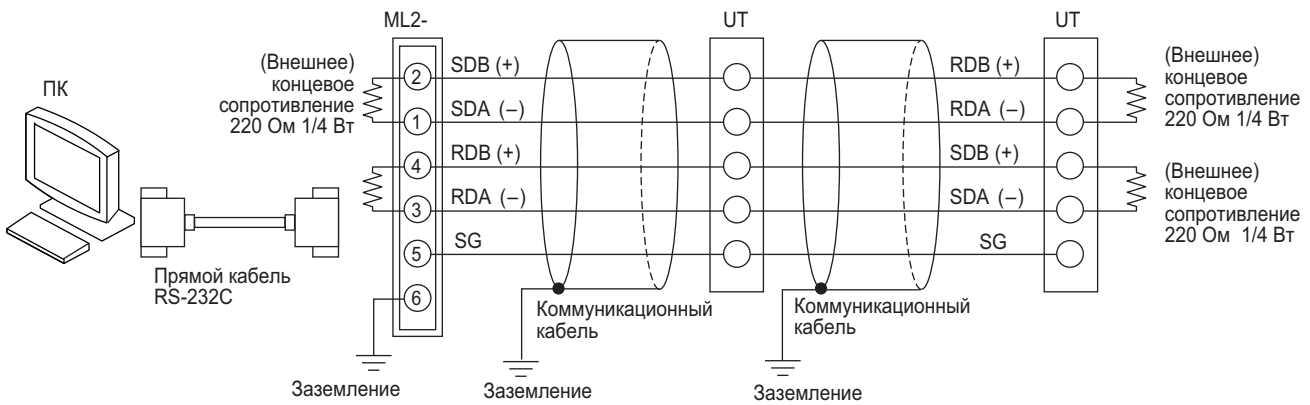 ML2-
UT
UT
ПК
(Внешнее)
концевое
сопротивление
220 Ом 1/4 Вт
2
SDB (+)
RDB (+)
1
SDA (–)
RDA (–)
4
RDB (+)
SDB (+)
3
RDA (–)
SDA (–)
5
SG
SG
6
(Внешнее)
концевое
сопротивление
220 Ом 1/4 Вт
(Внешнее)
концевое
сопротивление
220 Ом 1/4 Вт
Прямой кабель
RS-232C
Коммуникационный
кабель
Коммуникационный
кабель
Заземление
Заземление
Заземление